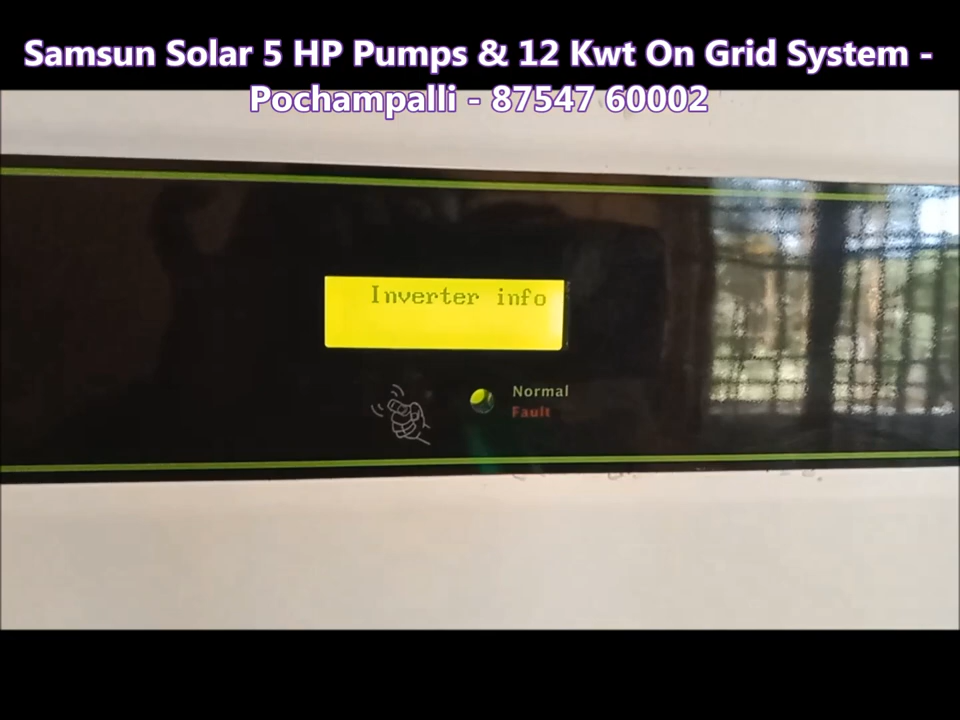 Samsun Solar 5 HP Pumps & 12 Kwt On Grid System -
Pochampalli - 87547 60002
Inverter info
Normal
Fault